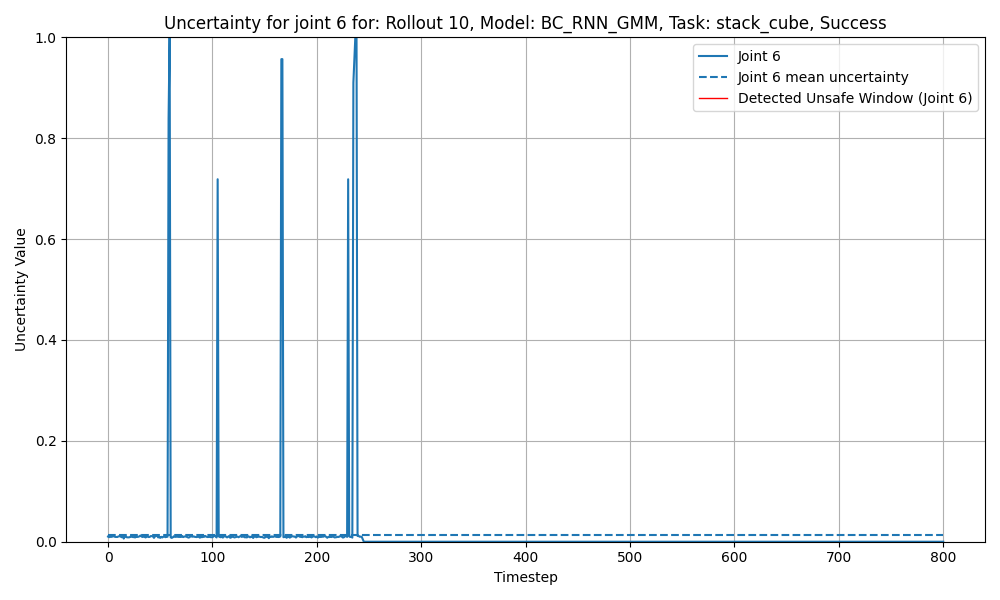 Uncertainty for joint 6 for: Rollout 10, Model: BC_RNN_GMM, Task: stack_cube, Success
Joint 6
Joint 6 mean uncertainty
Detected Unsafe Window (Joint 6)
Uncertainty Value
1.0
0.8
0.6
0.4
0.2
0.0
0 100 200 300 400 500 600 700 800
Timestep